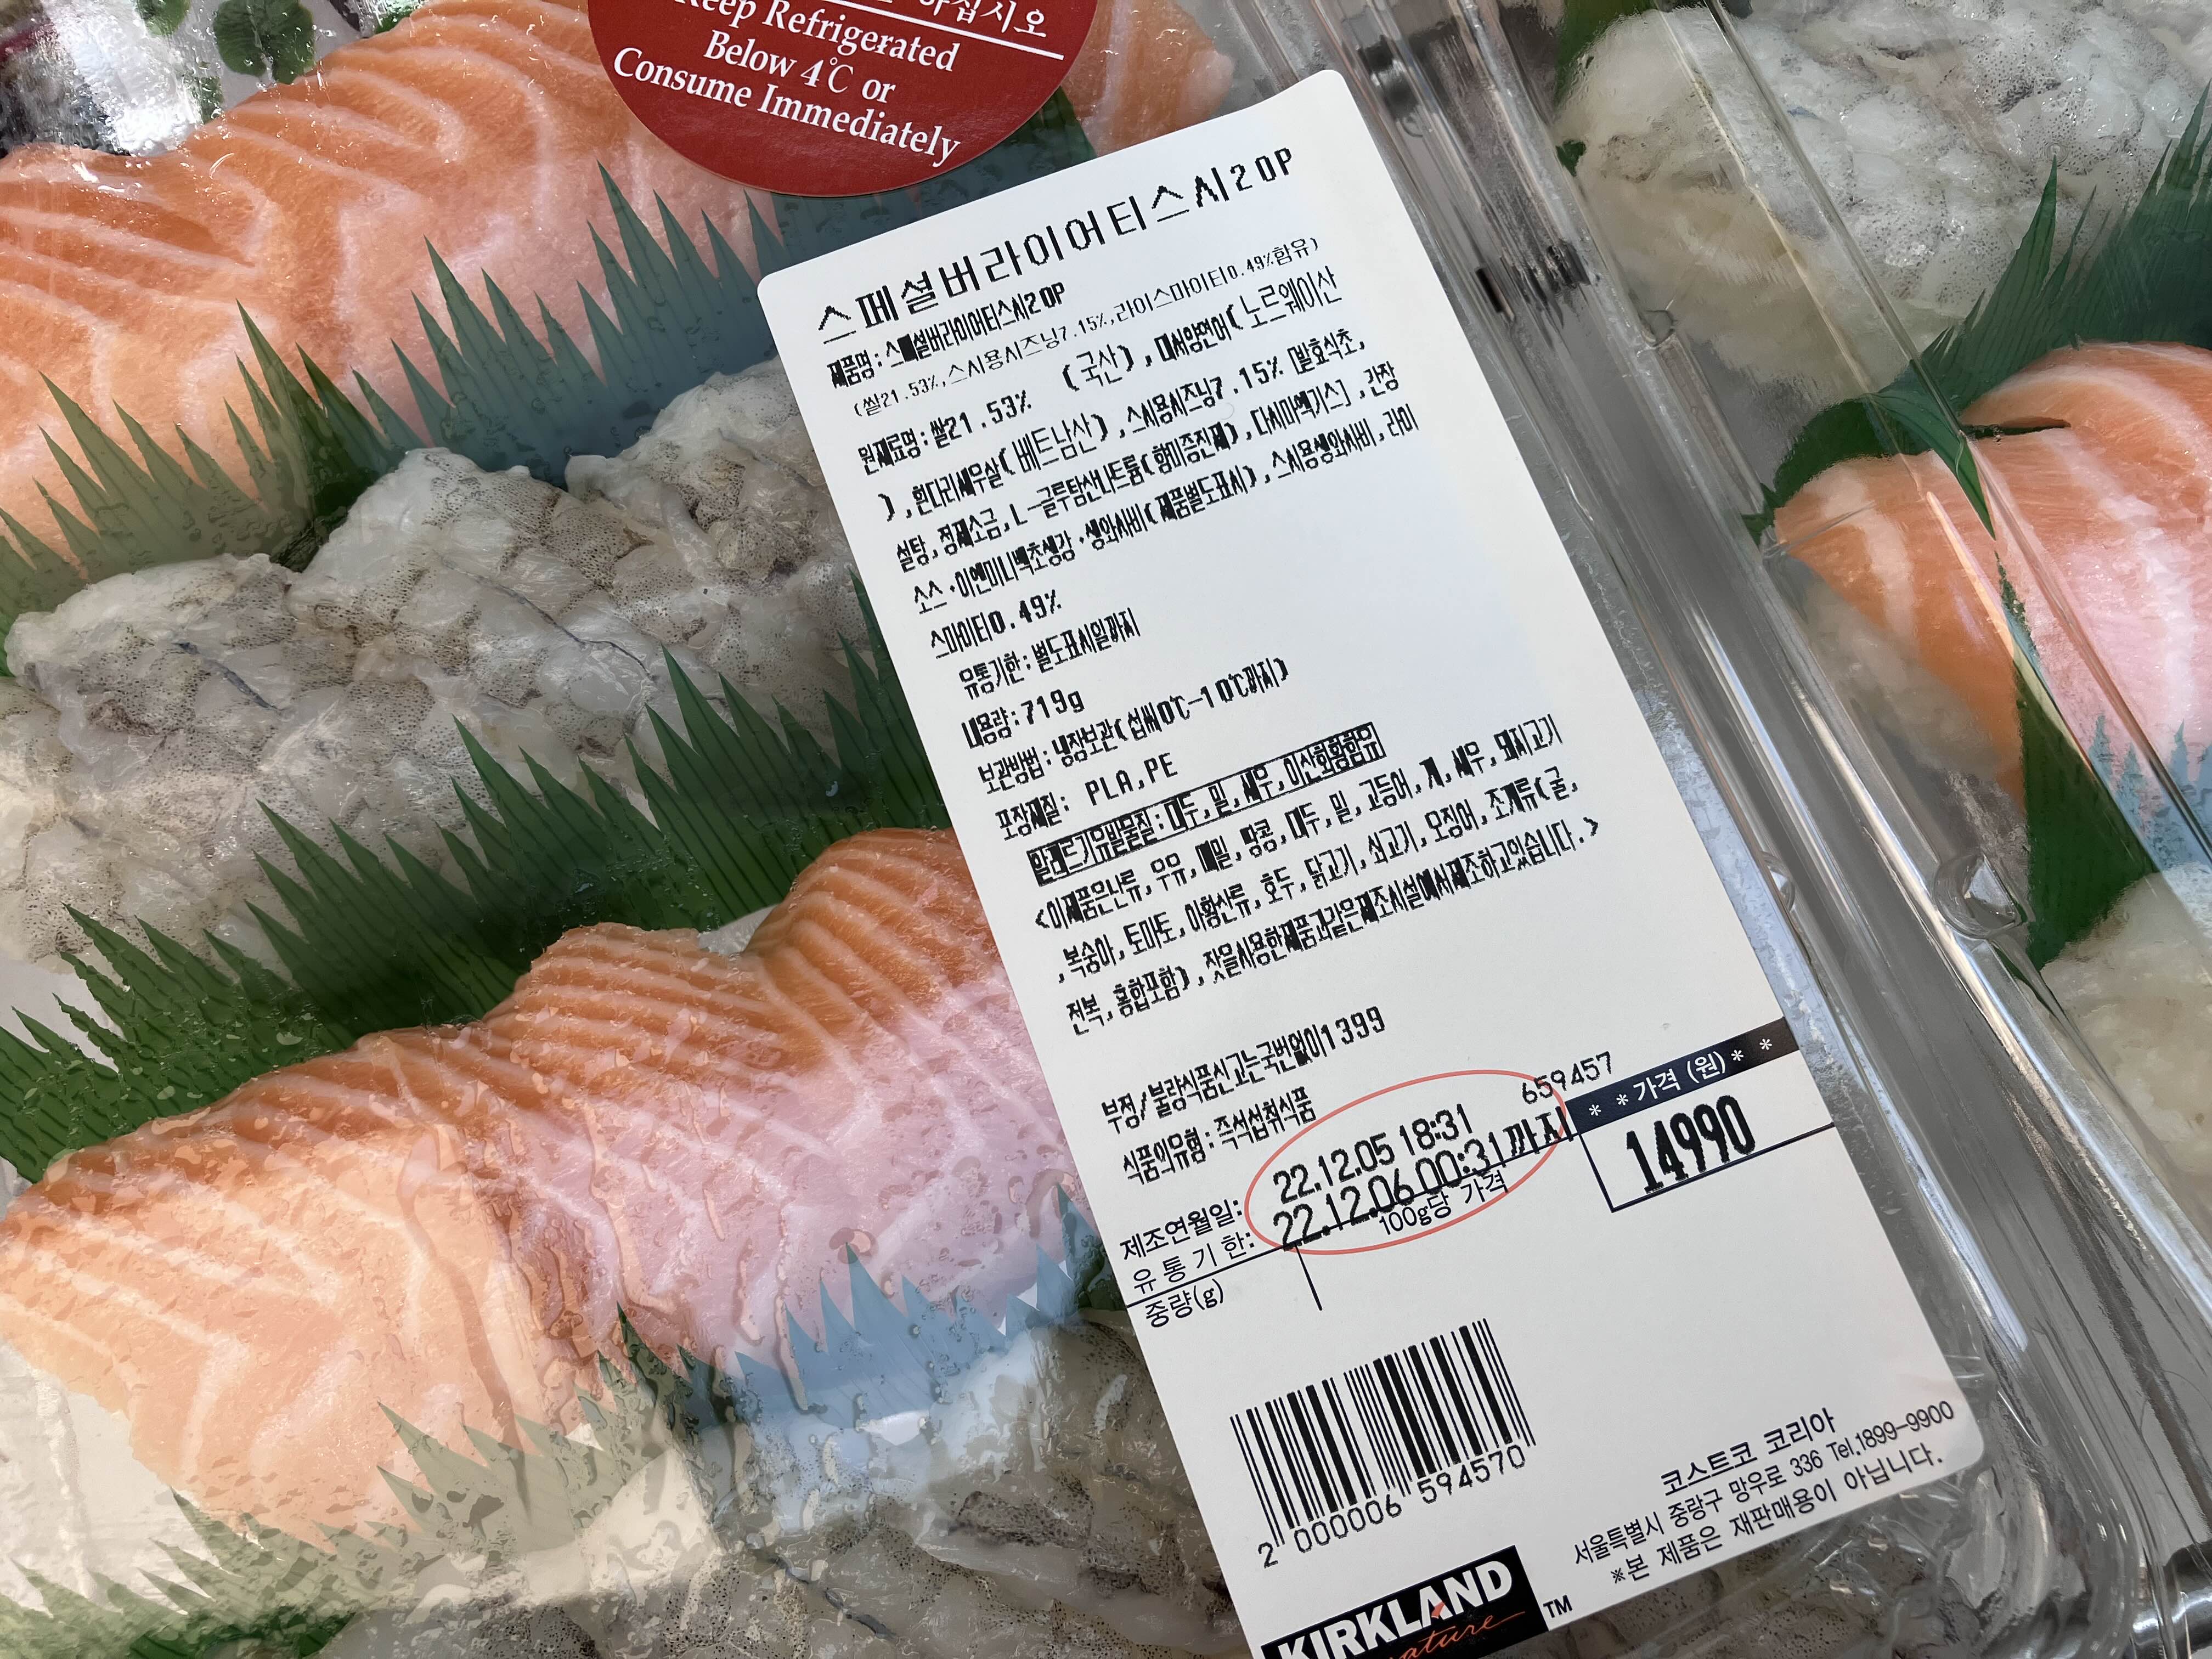 하십시오
Keep Refrigerated
Below 4℃ or
Consume Immediately
스페셜버라이어티스시20P
제품명:스페셜버라이어티스시20P
(쌀21.53%,스시용시즈닝7.15%,라이스마이티0.49%함유)
원재료명:쌀21.53% (국산),대서양연어(노르웨이산
),흰다리새우살(베트남산),스시용시즈닝7.15%[발효식초,
설탕,정제소금,L-글루탐산나트륨(향미증진제),다시마엑기스],간장
소스·이엔미니백초생강·생와사비(제품별도표시),스시용생와사비,라이
스마이티0.49%
유통기한:별도표시일까지
내용량:719g
보관방법:냉장보관(섭씨0℃-10℃까지)
포장재질: PLA,PE
알레르기유발물질:대두,밀,새우,이산화황함유
<이제품은난류,우유,메밀,땅콩,대두,밀,고등어,게,새우,돼지고기
,복숭아,토마토,아황산류,호두,닭고기,쇠고기,오징어,조개류(굴,
전복,홍합포함),잣을사용한제품과같은제조시설에서제조하고있습니다.>
부정/불량식품신고는국번없이1399
식품의유형:즉석섭취식품
659457
제조연월일: 22.12.05 18:31
유통기한: 22.12.06 00:31까지
**가격(원)**
14990
중량(g)
100g당 가격
2 000006 594570
코스트코 코리아
서울특별시 중랑구 망우로 336 Tel.1899-9900
※본 제품은 재판매용이 아닙니다.
KIRKLAND TM